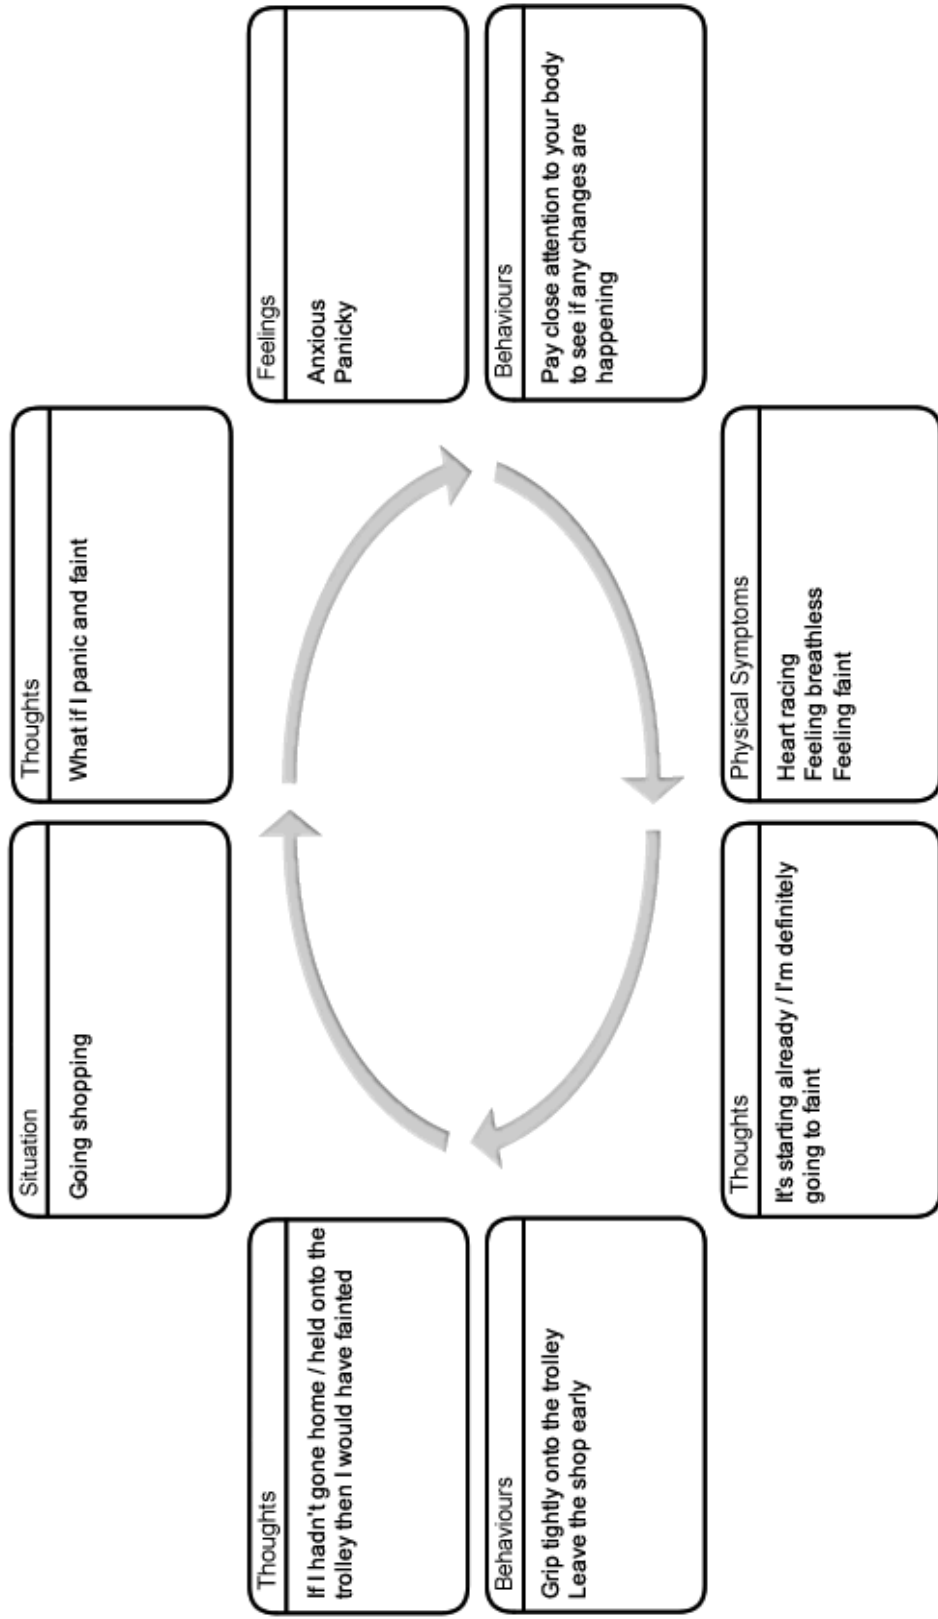 Situation
Going shopping
Thoughts
What if I panic and faint
Feelings
Anxious
Panicky
Behaviours
Pay close attention to your body
to see if any changes are
happening
Physical Symptoms
Heart racing
Feeling breathless
Feeling faint
Thoughts
It's starting already / I'm definitely
going to faint
Behaviours
Grip tightly onto the trolley
Leave the shop early
Thoughts
If I hadn't gone home / held onto the
trolley then I would have fainted